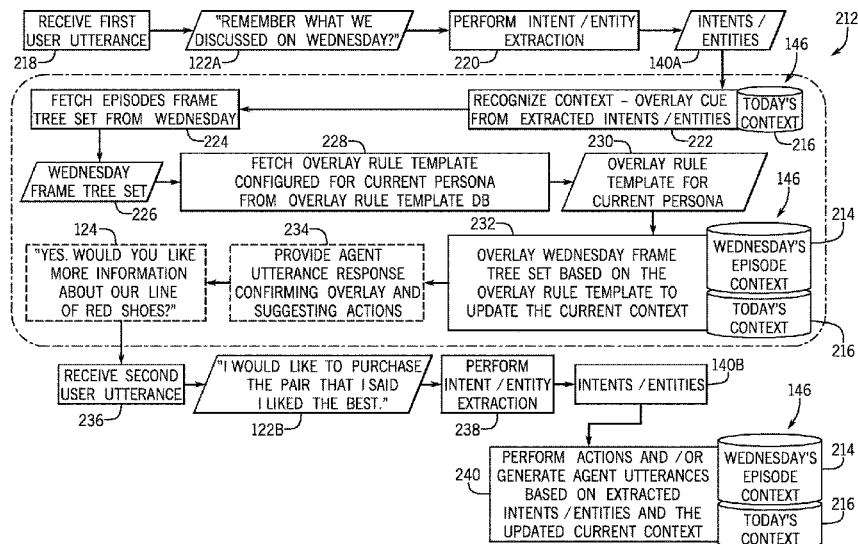 RECEIVE FIRST
USER UTTERANCE
218
"REMEMBER WHAT WE
DISCUSSED ON WEDNESDAY?"
122A
PERFORM INTENT / ENTITY
EXTRACTION
220
INTENTS /
ENTITIES
140A
212
146
FETCH EPISODES FRAME
TREE SET FROM WEDNESDAY
224
RECOGNIZE CONTEXT - OVERLAY CUE
FROM EXTRACTED INTENTS / ENTITIES
222
TODAY'S
CONTEXT
216
WEDNESDAY
FRAME TREE SET
226
228
FETCH OVERLAY RULE TEMPLATE
CONFIGURED FOR CURRENT PERSONA
FROM OVERLAY RULE TEMPLATE DB
230
OVERLAY RULE
TEMPLATE FOR
CURRENT PERSONA
146
124
"YES. WOULD YOU LIKE
MORE INFORMATION
ABOUT OUR LINE
OF RED SHOES?"
234
PROVIDE AGENT
UTTERANCE RESPONSE
CONFIRMING OVERLAY AND
SUGGESTING ACTIONS
232
OVERLAY WEDNESDAY FRAME
TREE SET BASED ON THE
OVERLAY RULE TEMPLATE TO
UPDATE THE CURRENT CONTEXT
WEDNESDAY'S
EPISODE
CONTEXT
214
TODAY'S
CONTEXT
216
RECEIVE SECOND
USER UTTERANCE
236
"I WOULD LIKE TO PURCHASE
THE PAIR THAT I SAID
I LIKED THE BEST."
122B
PERFORM
INTENT / ENTITY
EXTRACTION
238
INTENTS / ENTITIES
140B
146
240
PERFORM ACTIONS AND / OR
GENERATE AGENT UTTERANCES
BASED ON EXTRACTED
INTENTS / ENTITIES AND THE
UPDATED CURRENT CONTEXT
WEDNESDAY'S
EPISODE
CONTEXT
214
TODAY'S
CONTEXT
216